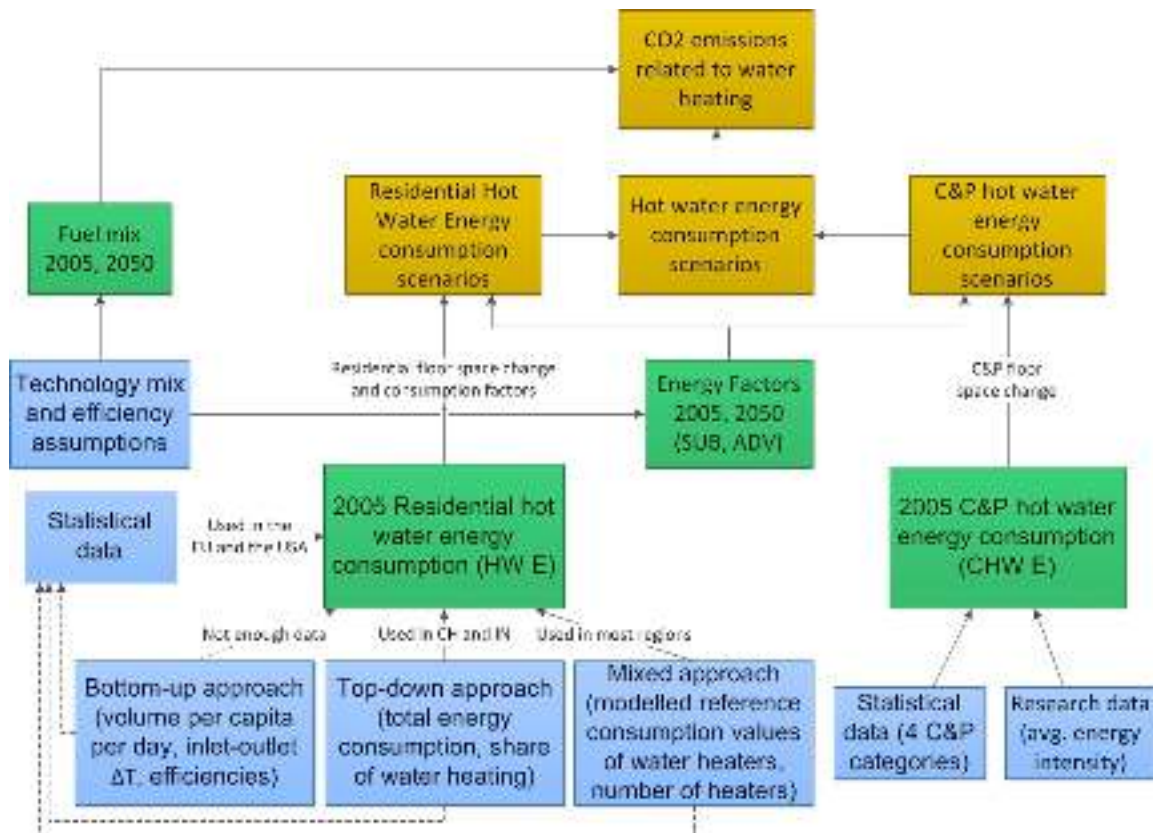 CO2 emissions
related to water
heating
Residential Hot
Water Energy
consumption
scenarios
Hot water energy
consumption
scenarios
C&P hot water
energy
consumption
scenarios
Fuel mix
2005, 2050
Technology mix
and efficiency
assumptions
Residential floor space change
and consumption factors
Energy Factors
2005, 2050
(SUB, ADV)
C&P floor
space change
Statistical
data
Used in the
EU and the USA
2005 Residential hot
water energy
consumption (HW E)
2005 C&P hot water
energy consumption
(CHW E)
Not enough data
Used in CH and IN
Used in most regions
Bottom-up approach
(volume per capita
per day, inlet-outlet
ΔT, efficiencies)
Top-down approach
(total energy
consumption, share
of water heating)
Mixed approach
(modelled reference
consumption values
of water heaters,
number of heaters)
Statistical
data (4 C&P
categories)
Research data
(avg. energy
intensity)